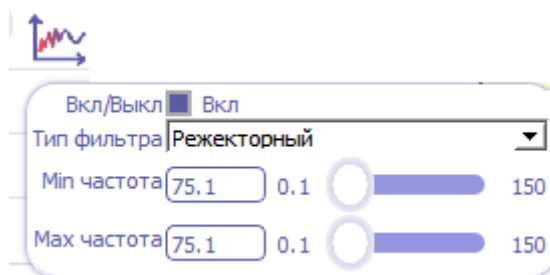 Вкл/Выкл Вкл
Тип фильтра Режекторный
Min частота 75.1 0.1 150
Max частота 75.1 0.1 150